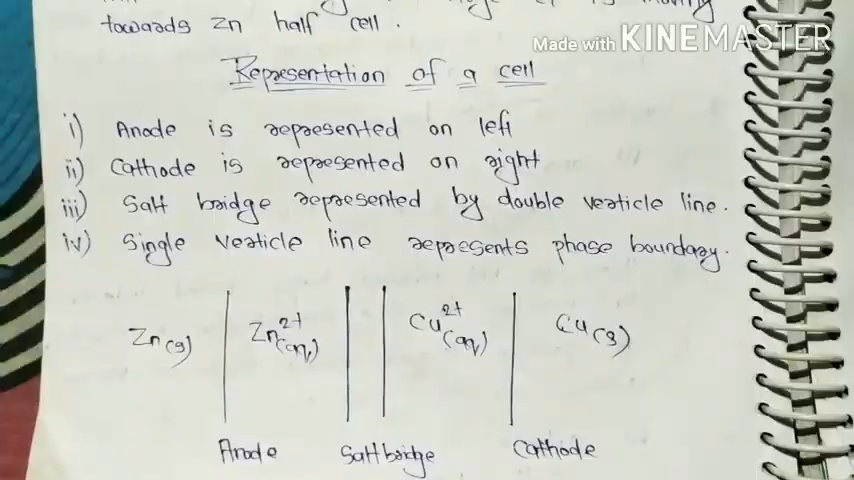 moving
towards Zn half cell.
Made with KINEMASTER
Representation of a cell
i) Anode is represented on left
ii) Cathode is represented on right
iii) Salt bridge represented by double verticle line.
iv) Single verticle line represents phase boundary.
Zn(s) | Zn2+(aq) || Cu2+(aq) | Cu(s)
Anode Salt bridge Cathode